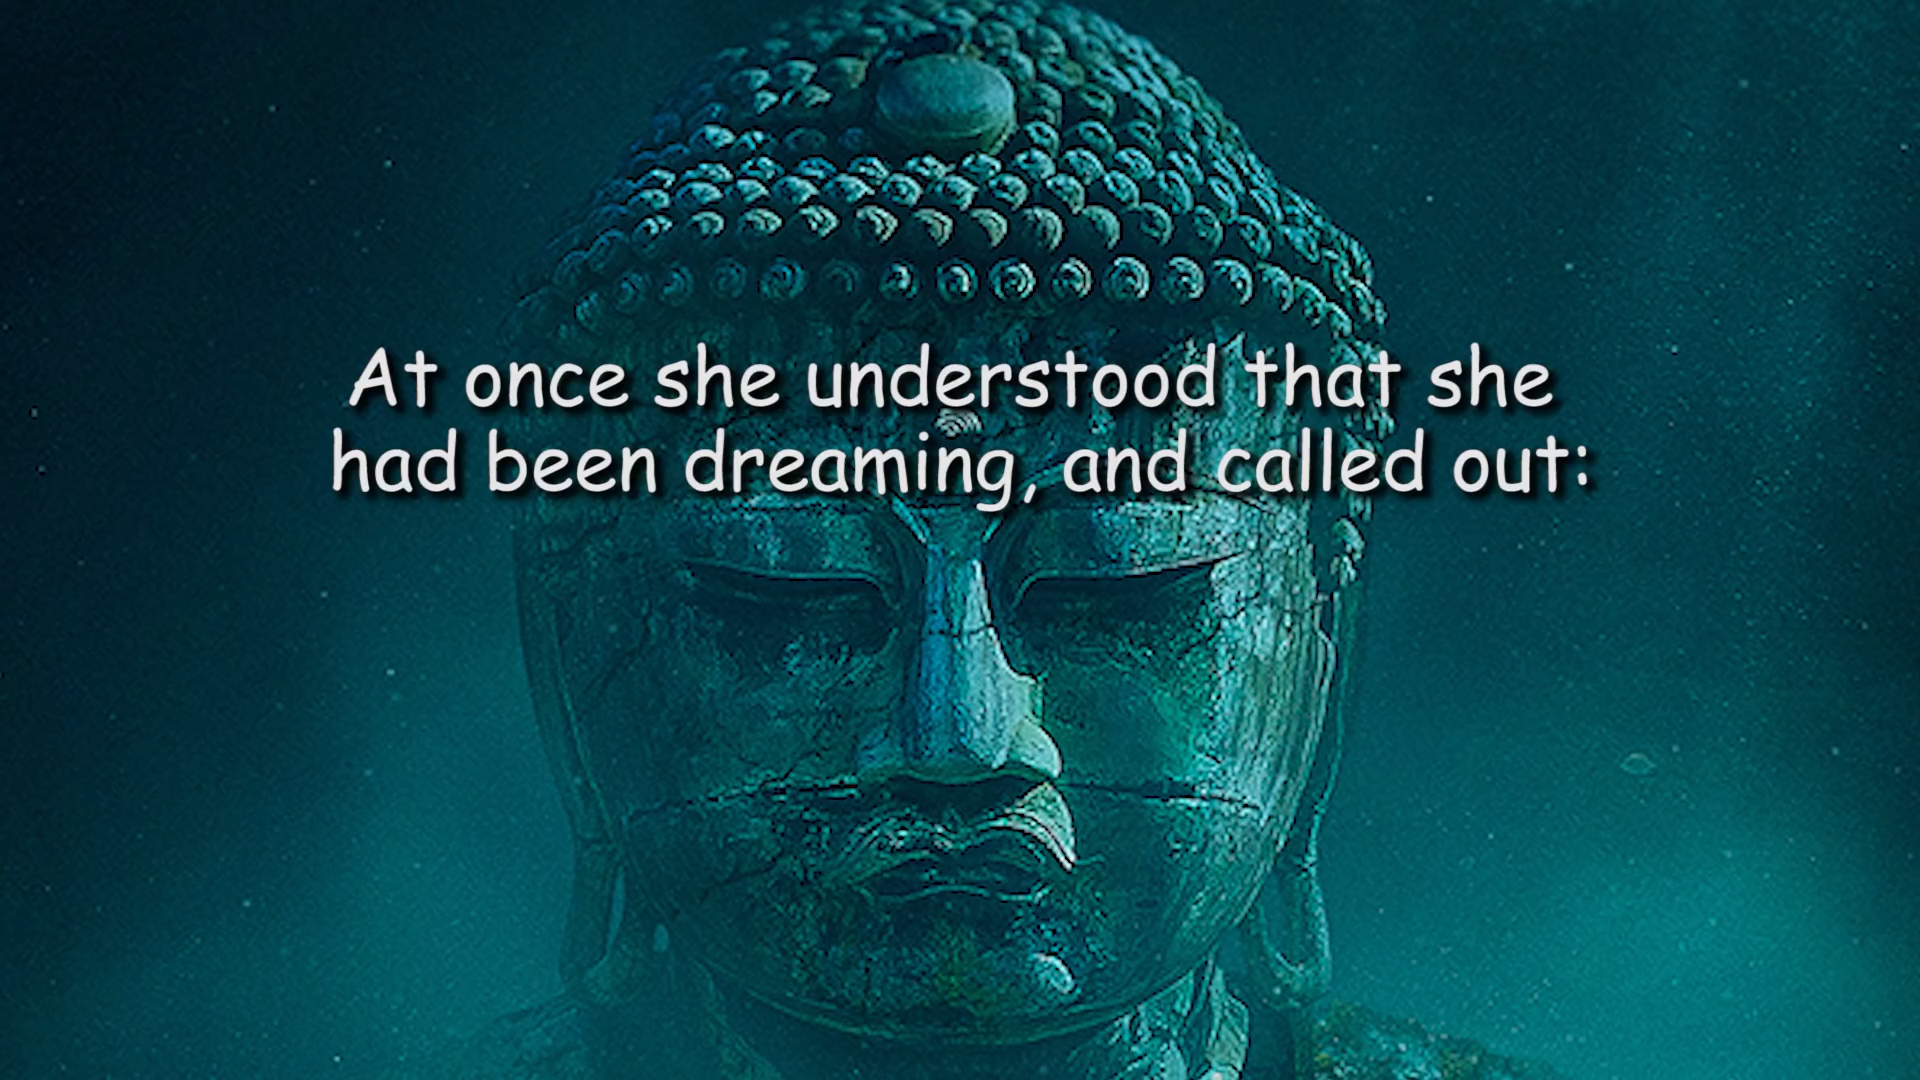 At once she understood that she
had been dreaming, and called out: